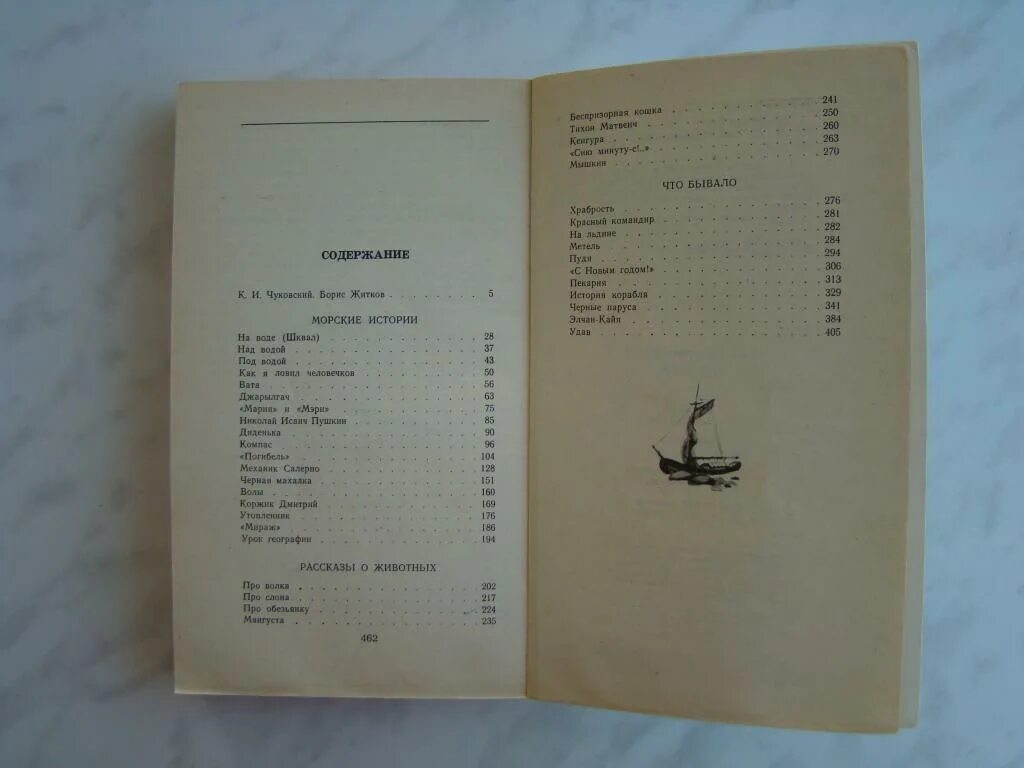 СОДЕРЖАНИЕ
К. И. Чуковский. Борис Житков . . . . . . . . 5
МОРСКИЕ ИСТОРИИ
На воде (Шквал) . . . . . . . . . . . 28
Над водой . . . . . . . . . . . . . 37
Под водой . . . . . . . . . . . . . 43
Как я ловил человечков . . . . . . . . . 50
Вата . . . . . . . . . . . . . . . 56
Джарылгач . . . . . . . . . . . . . 63
«Мария» и «Мэри» . . . . . . . . . . . 75
Николай Исаич Пушкин . . . . . . . . . . 85
Диденька . . . . . . . . . . . . . 90
Компас . . . . . . . . . . . . . . 96
«Погибель» . . . . . . . . . . . . . 104
Механик Салерно . . . . . . . . . . . 128
Черная махалка . . . . . . . . . . . . 151
Волы . . . . . . . . . . . . . . . 160
Коржик Дмитрий . . . . . . . . . . . . 169
Утопленник . . . . . . . . . . . . . 176
«Мираж» . . . . . . . . . . . . . . 186
Урок географии . . . . . . . . . . . . 194
РАССКАЗЫ О ЖИВОТНЫХ
Про волка . . . . . . . . . . . . . 202
Про слона . . . . . . . . . . . . . 217
Про обезьянку . . . . . . . . . . . . 224
Мангуста . . . . . . . . . . . . . 235
462
Беспризорная кошка . . . . . . . . . . 241
Тихон Матвеич . . . . . . . . . . . . 250
Кенгура . . . . . . . . . . . . . . 260
«Сию минуту-с!..» . . . . . . . . . . . 263
Мышкин . . . . . . . . . . . . . . 270
ЧТО БЫВАЛО
Храбрость . . . . . . . . . . . . . 276
Красный командир . . . . . . . . . . . 281
На льдине . . . . . . . . . . . . . 282
Метель . . . . . . . . . . . . . . 284
Пудя . . . . . . . . . . . . . . . 294
«С Новым годом!» . . . . . . . . . . . 306
Пекарня . . . . . . . . . . . . . . 313
История корабля . . . . . . . . . . . 329
Черные паруса . . . . . . . . . . . . 341
Элчан-Кайя . . . . . . . . . . . . . 384
Удав . . . . . . . . . . . . . . . 405